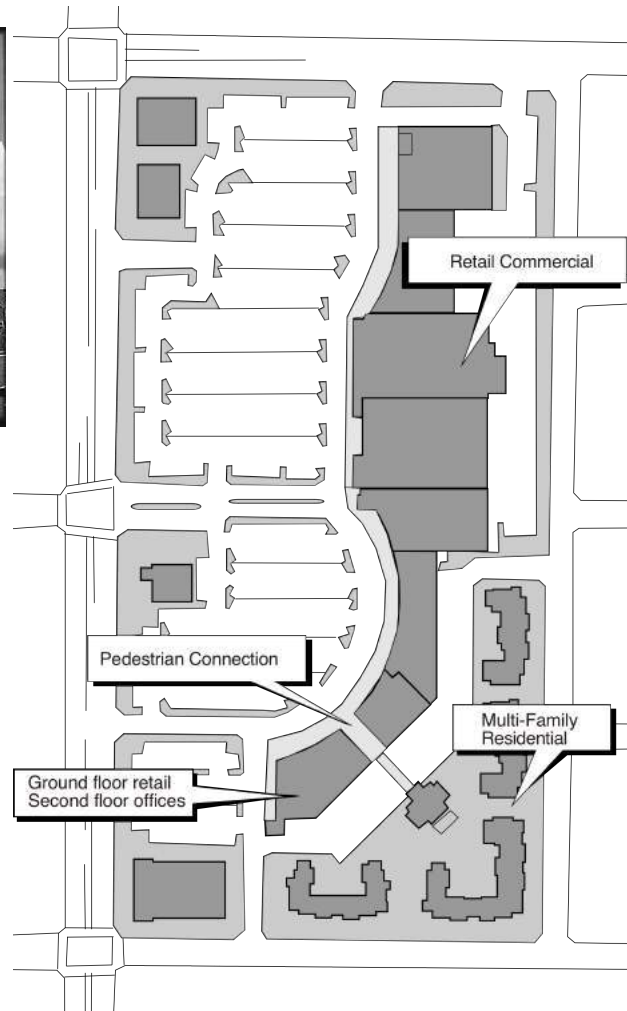 Retail Commercial
Pedestrian Connection
Multi-Family
Residential
Ground floor retail
Second floor offices